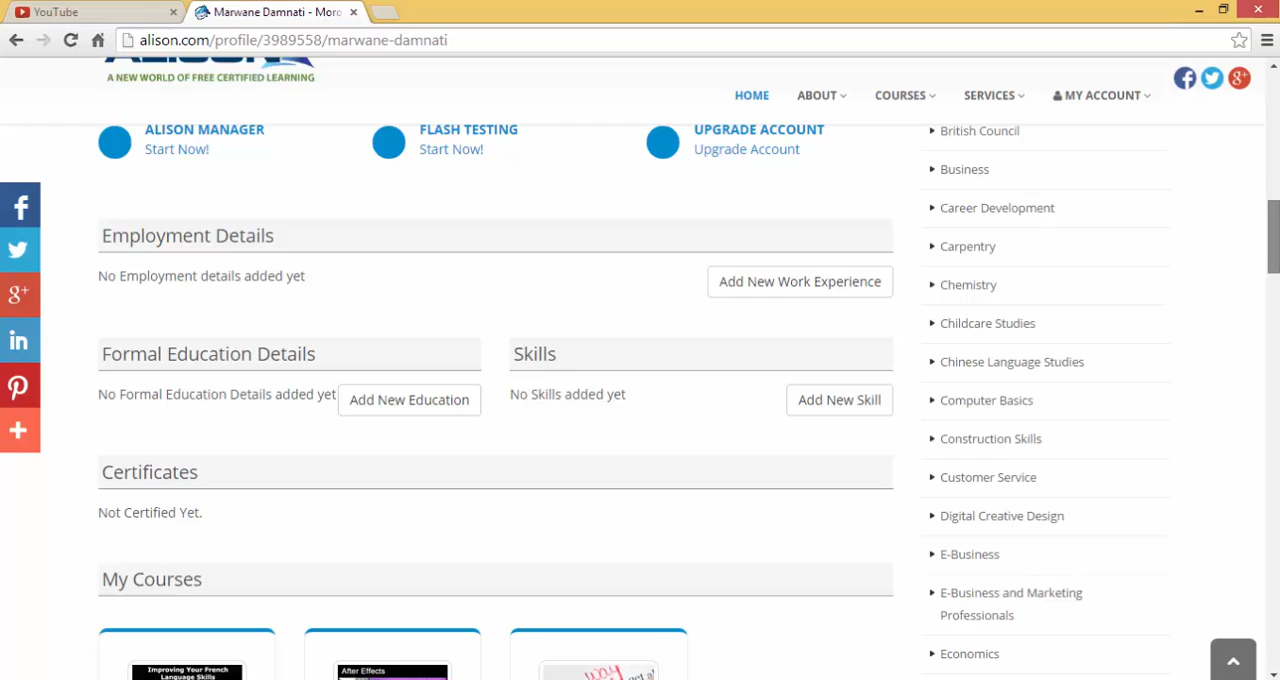 YouTube
Marwane Damnati - Moro
alison.com/profile/3989558/marwane-damnati
A NEW WORLD OF FREE CERTIFIED LEARNING
HOME ABOUT COURSES SERVICES MY ACCOUNT
ALISON MANAGER
Start Now!
FLASH TESTING
Start Now!
UPGRADE ACCOUNT
Upgrade Account
Employment Details
No Employment details added yet
Add New Work Experience
Formal Education Details
No Formal Education Details added yet
Add New Education
Skills
No Skills added yet
Add New Skill
Certificates
Not Certified Yet.
My Courses
Improving Your French
Language Skills
After Effects
British Council
Business
Career Development
Carpentry
Chemistry
Childcare Studies
Chinese Language Studies
Computer Basics
Construction Skills
Customer Service
Digital Creative Design
E-Business
E-Business and Marketing
Professionals
Economics